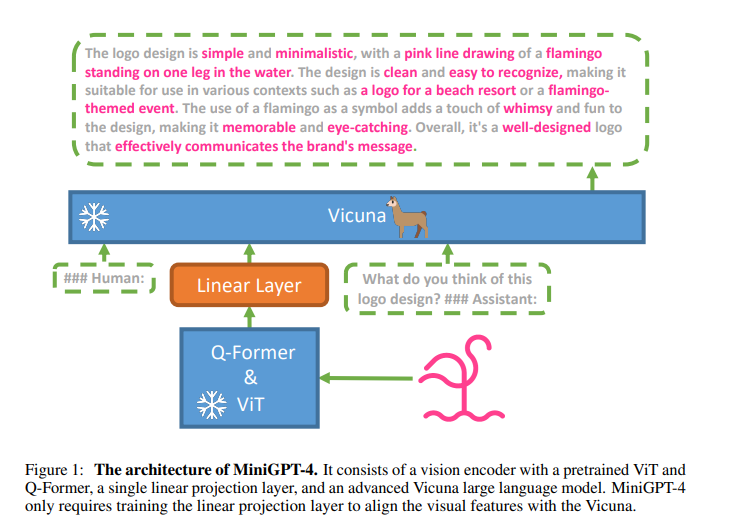 The logo design is simple and minimalistic, with a pink line drawing of a flamingo
standing on one leg in the water. The design is clean and easy to recognize, making it
suitable for use in various contexts such as a logo for a beach resort or a flamingo-
themed event. The use of a flamingo as a symbol adds a touch of whimsy and fun to
the design, making it memorable and eye-catching. Overall, it's a well-designed logo
that effectively communicates the brand's message.
Vicuna
### Human:
Linear Layer
What do you think of this
logo design? ### Assistant:
Q-Former
&
ViT
Figure 1: The architecture of MiniGPT-4. It consists of a vision encoder with a pretrained ViT and
Q-Former, a single linear projection layer, and an advanced Vicuna large language model. MiniGPT-4
only requires training the linear projection layer to align the visual features with the Vicuna.